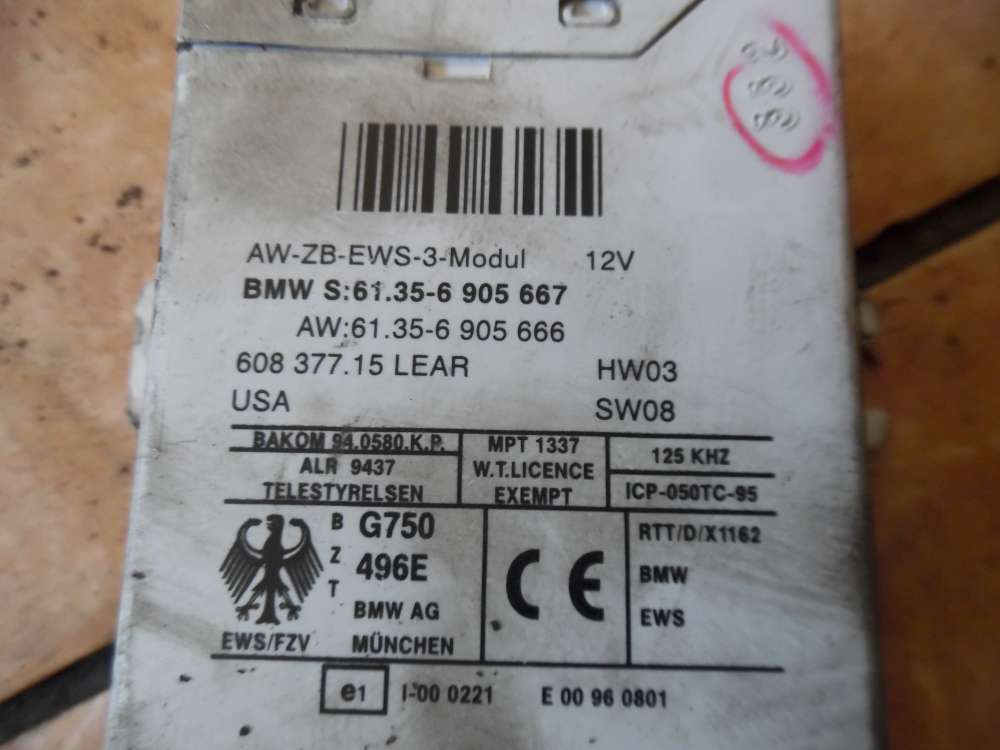 AW-ZB-EWS-3-Modul 12V
BMW S:61.35-6 905 667
AW:61.35-6 905 666
608 377.15 LEAR HW03
USA SW08
BAKOM 94.0580.K.P.
ALR 9437
TELESTYRELSEN
MPT 1337
W.T.LICENCE
EXEMPT
125 KHZ
ICP-050TC-95
BZT
G750
496E
BMW AG
MÜNCHEN
EWS/FZV
CE
RTT/D/X1162
BMW
EWS
e1 I-00 0221 E 00 96 0801